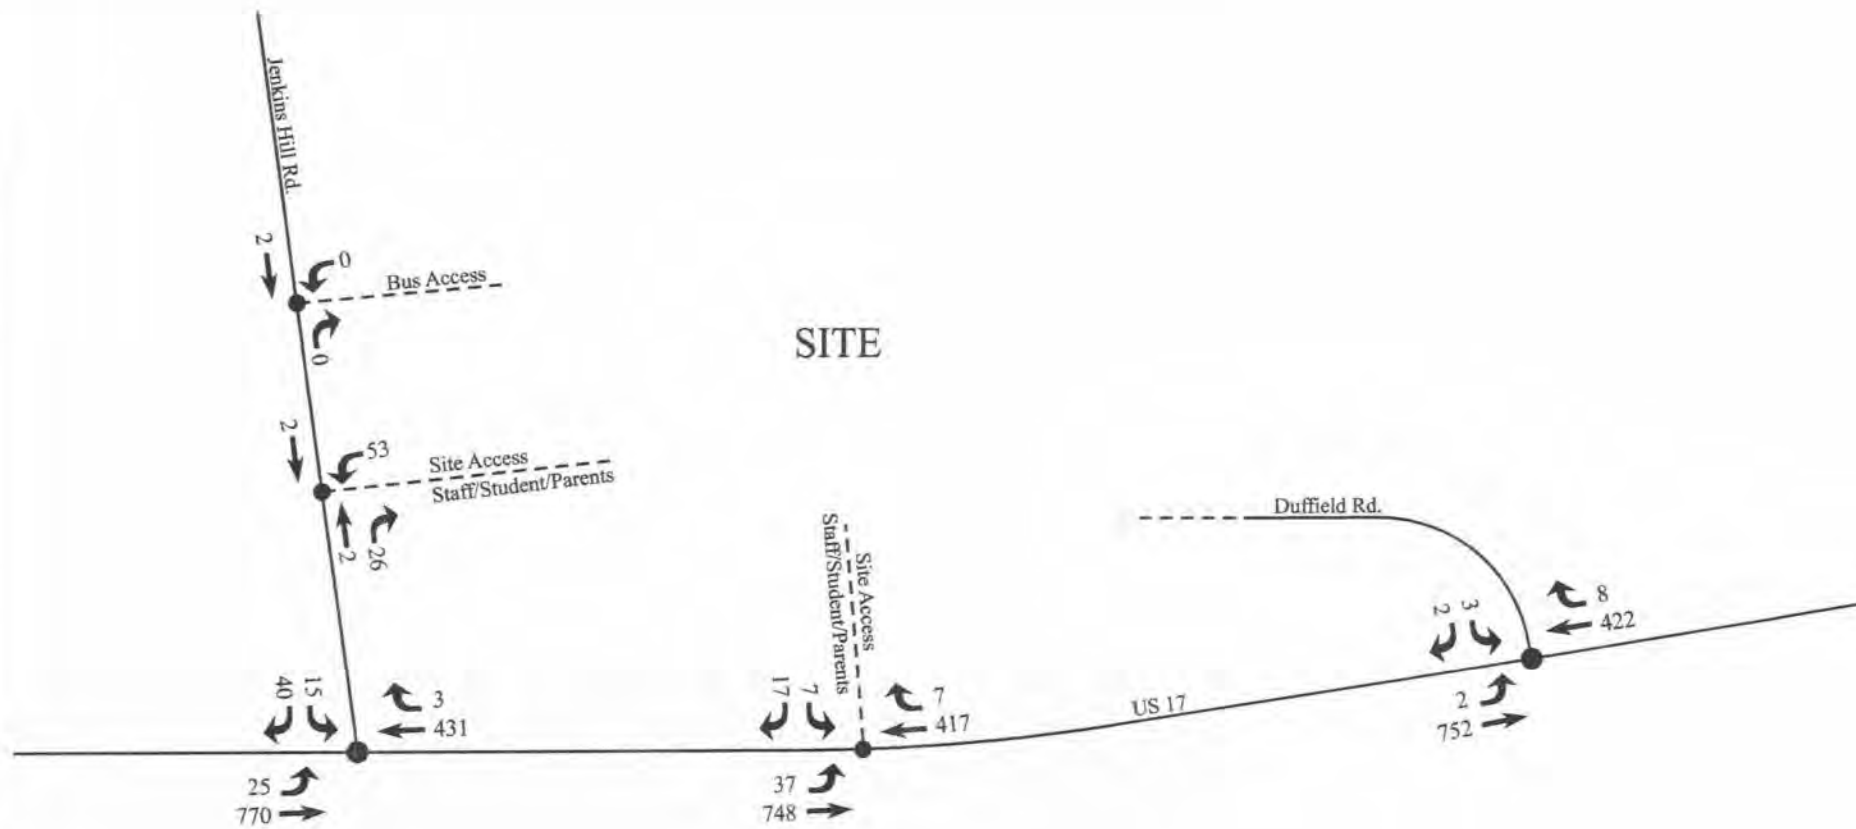 Jenkins Hill Rd.
2
0
Bus Access
0
SITE
2
53
Site Access
Staff/Student/Parents
2
26
Site Access
Staff/Student/Parents
Duffield Rd.
2
3
8
422
40
15
3
431
17
7
7
417
US 17
2
752
25
770
37
748